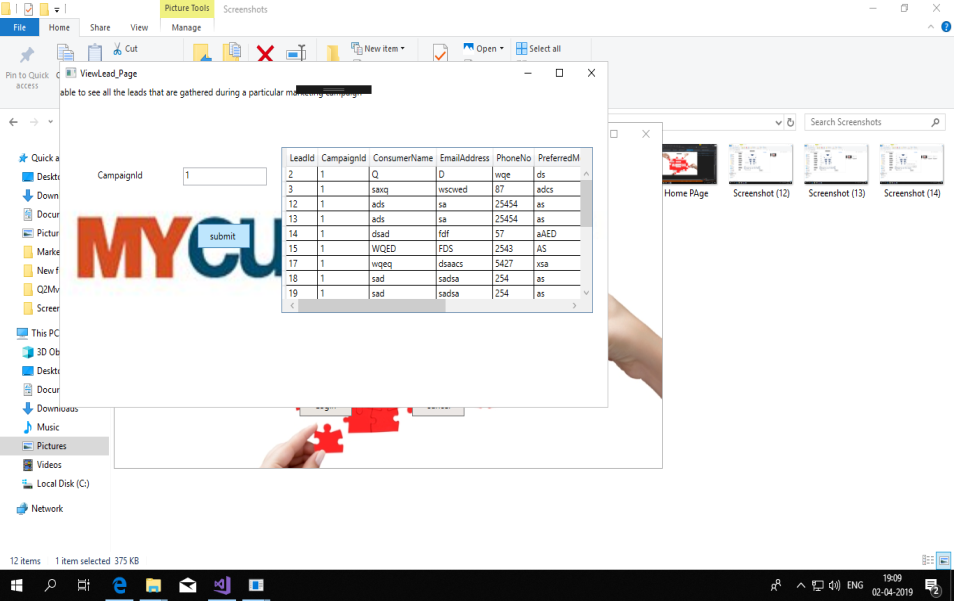 Picture Tools
Screenshots
File Home Share View Manage
Pin to Quick access
Cut
New item
Open
Select all
ViewLead_Page
able to see all the leads that are gathered during a particular marketing campaign
Search Screenshots
CampaignId 1
MYCU
submit
LeadId CampaignId ConsumerName EmailAddress PhoneNo PreferredM
2 1 Q D wqe ds
3 1 saxq wscwed 87 adcs
12 1 ads sa 25454 as
13 1 ads sa 25454 as
14 1 dsad fdf 57 aAED
15 1 WQED FDS 2543 AS
17 1 wqeq dsaacs 5427 xsa
18 1 sad sadsa 254 as
19 1 sad sadsa 254 as
Home PAge
Screenshot (12)
Screenshot (13)
Screenshot (14)
Quick a
Deskt
Down
Docur
Pictur
Marke
New f
Q2Mv
Screer
This PC
3D Ob
Deskt
Docur
Downloads
Music
Pictures
Videos
Local Disk (C:)
Network
12 items 1 item selected 375 KB
ENG
19:09
02-04-2019
2